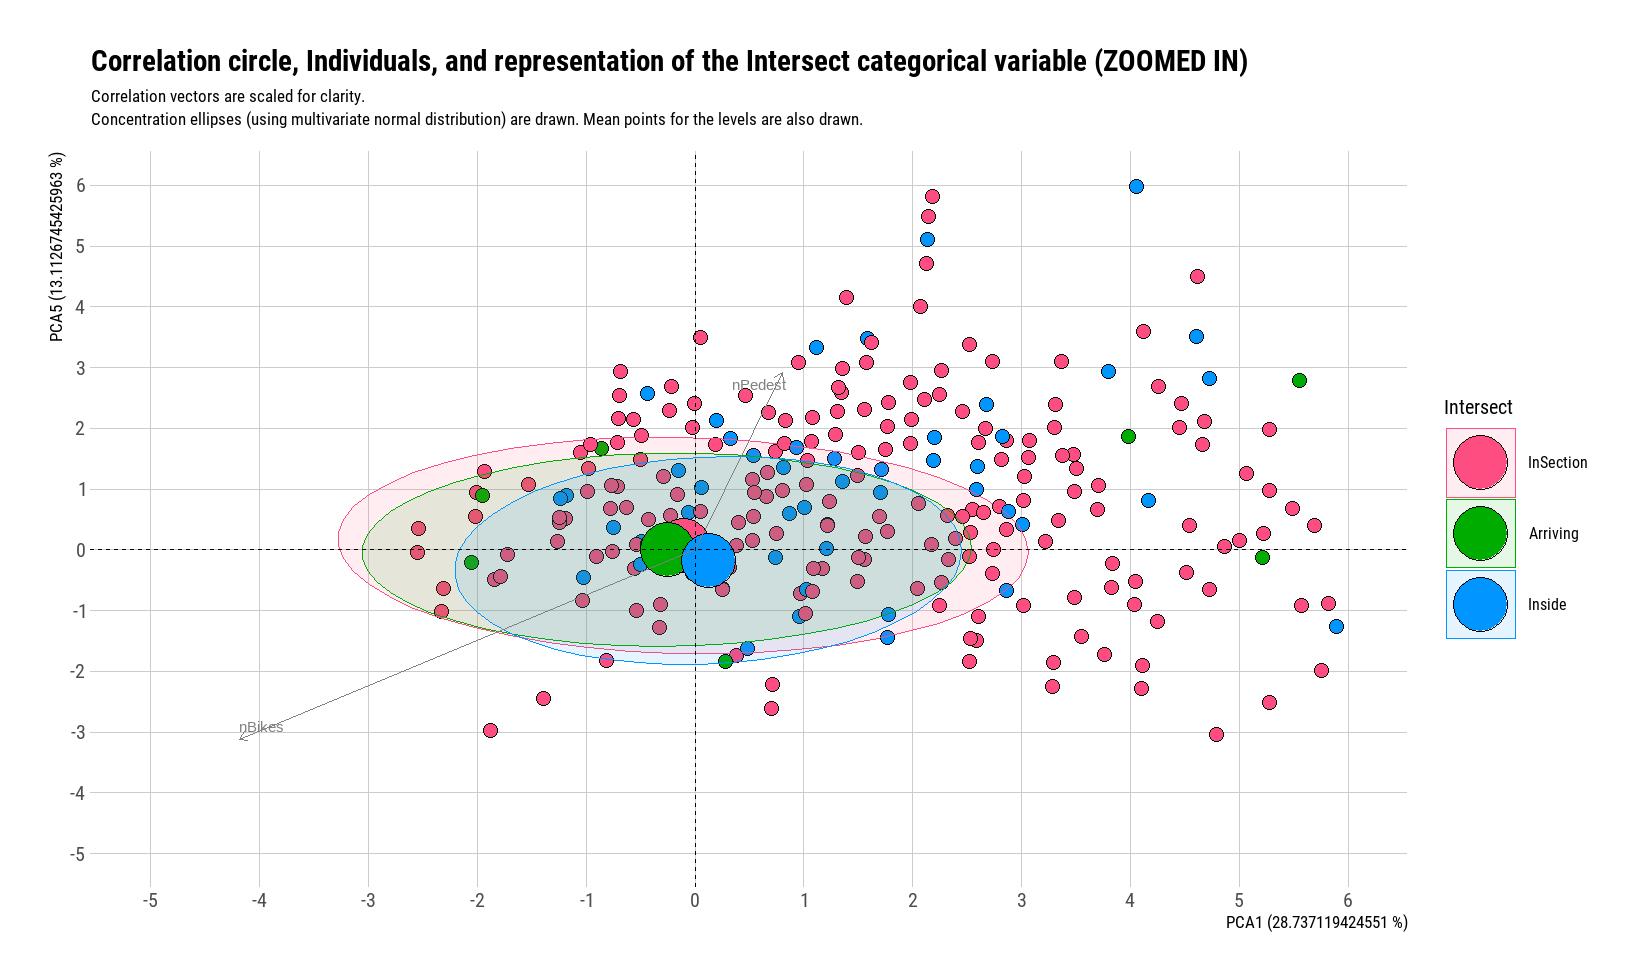 Correlation circle, Individuals, and representation of the Intersect categorical variable (ZOOMED IN)
Correlation vectors are scaled for clarity.
Concentration ellipses (using multivariate normal distribution) are drawn. Mean points for the levels are also drawn.
PCA5 (13.1126745425963 %)
6
5
4
3
2
1
0
-1
-2
-3
-4
-5
nPedest
nBikes
-5 -4 -3 -2 -1 0 1 2 3 4 5 6
PCA1 (28.737119424551 %)
Intersect
InSection
Arriving
Inside